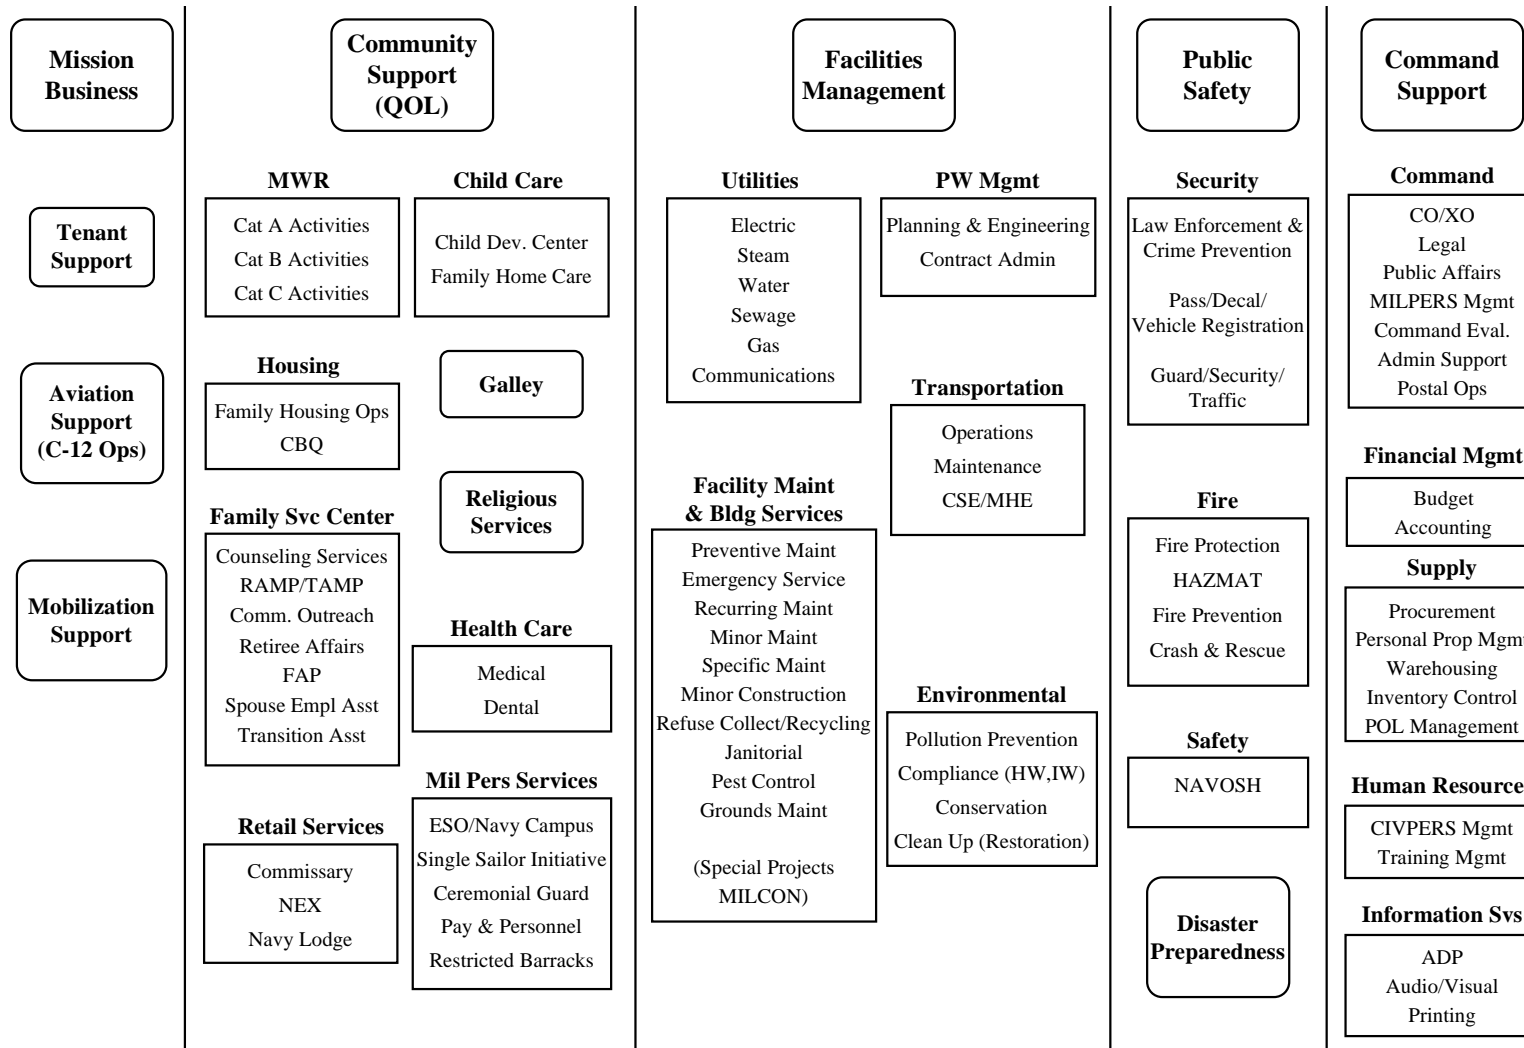 Mission
Business
Tenant
Support
Aviation
Support
(C-12 Ops)
Mobilization
Support
Community
Support
(QOL)
MWR
Cat A Activities
Cat B Activities
Cat C Activities
Housing
Family Housing Ops
CBQ
Family Svc Center
Counseling Services
RAMP/TAMP
Comm. Outreach
Retiree Affairs
FAP
Spouse Empl Asst
Transition Asst
Retail Services
Commissary
NEX
Navy Lodge
Child Care
Child Dev. Center
Family Home Care
Galley
Religious
Services
Health Care
Medical
Dental
Mil Pers Services
ESO/Navy Campus
Single Sailor Initiative
Ceremonial Guard
Pay & Personnel
Restricted Barracks
Facilities
Management
Utilities
Electric
Steam
Water
Sewage
Gas
Communications
Facility Maint
& Bldg Services
Preventive Maint
Emergency Service
Recurring Maint
Minor Maint
Specific Maint
Minor Construction
Refuse Collect/Recycling
Janitorial
Pest Control
Grounds Maint
(Special Projects
MILCON)
PW Mgmt
Planning & Engineering
Contract Admin
Transportation
Operations
Maintenance
CSE/MHE
Environmental
Pollution Prevention
Compliance (HW,IW)
Conservation
Clean Up (Restoration)
Public
Safety
Security
Law Enforcement &
Crime Prevention
Pass/Decal/
Vehicle Registration
Guard/Security/
Traffic
Fire
Fire Protection
HAZMAT
Fire Prevention
Crash & Rescue
Safety
NAVOSH
Disaster
Preparedness
Command
Support
Command
CO/XO
Legal
Public Affairs
MILPERS Mgmt
Command Eval.
Admin Support
Postal Ops
Financial Mgmt
Budget
Accounting
Supply
Procurement
Personal Prop Mgmt
Warehousing
Inventory Control
POL Management
Human Resource
CIVPERS Mgmt
Training Mgmt
Information Svs
ADP
Audio/Visual
Printing